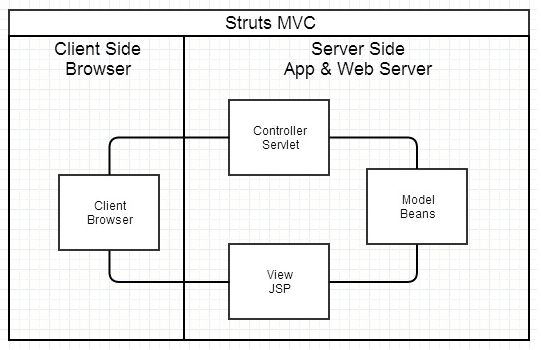 Struts MVC
Client Side
Browser
Server Side
App & Web Server
Controller
Servlet
Client
Browser
Model
Beans
View
JSP